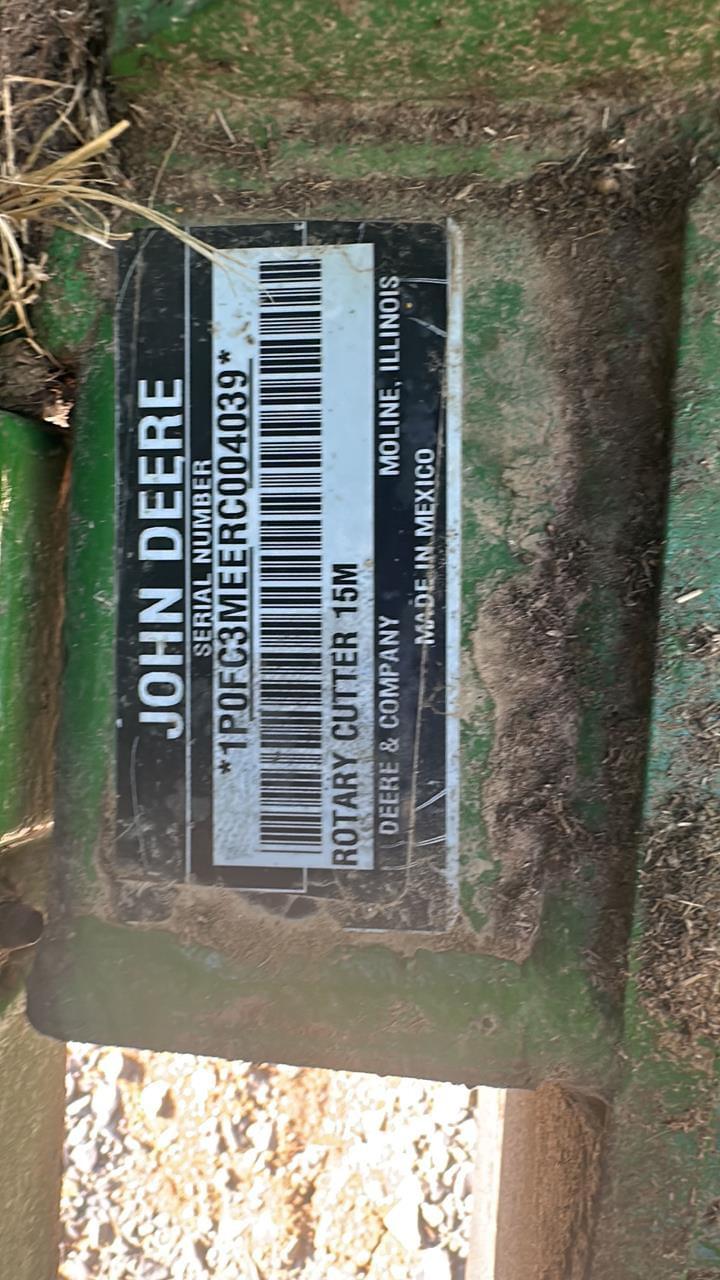 JOHN DEERE
SERIAL NUMBER
*1P0FC3MEERC004039*
ROTARY CUTTER 15M
DEERE & COMPANY MOLINE, ILLINOIS
MADE IN MEXICO